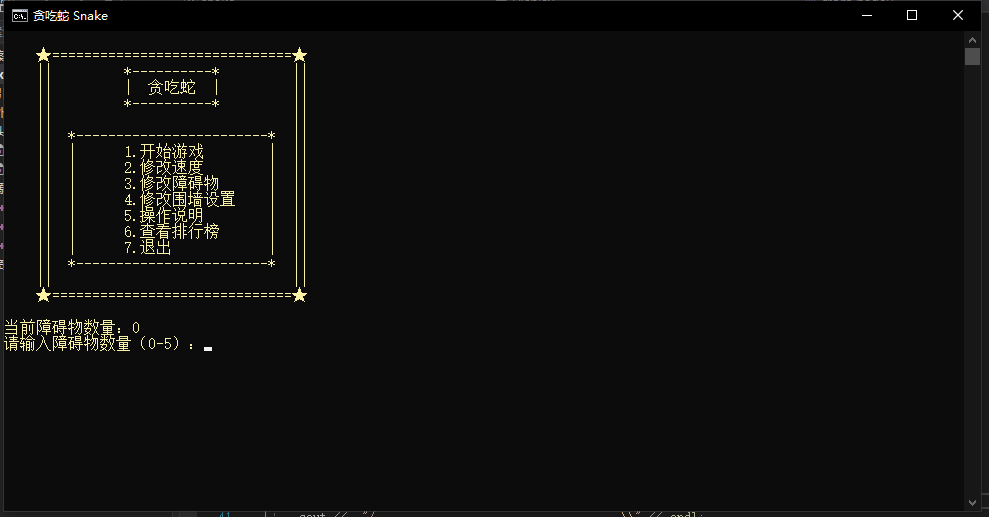 贪吃蛇 Snake
★==============================★
*----------*
| 贪吃蛇 |
*----------*
*------------------------*
1.开始游戏
2.修改速度
3.修改障碍物
4.修改围墙设置
5.操作说明
6.查看排行榜
7.退出
*------------------------*
★==============================★
当前障碍物数量：0
请输入障碍物数量（0-5）：